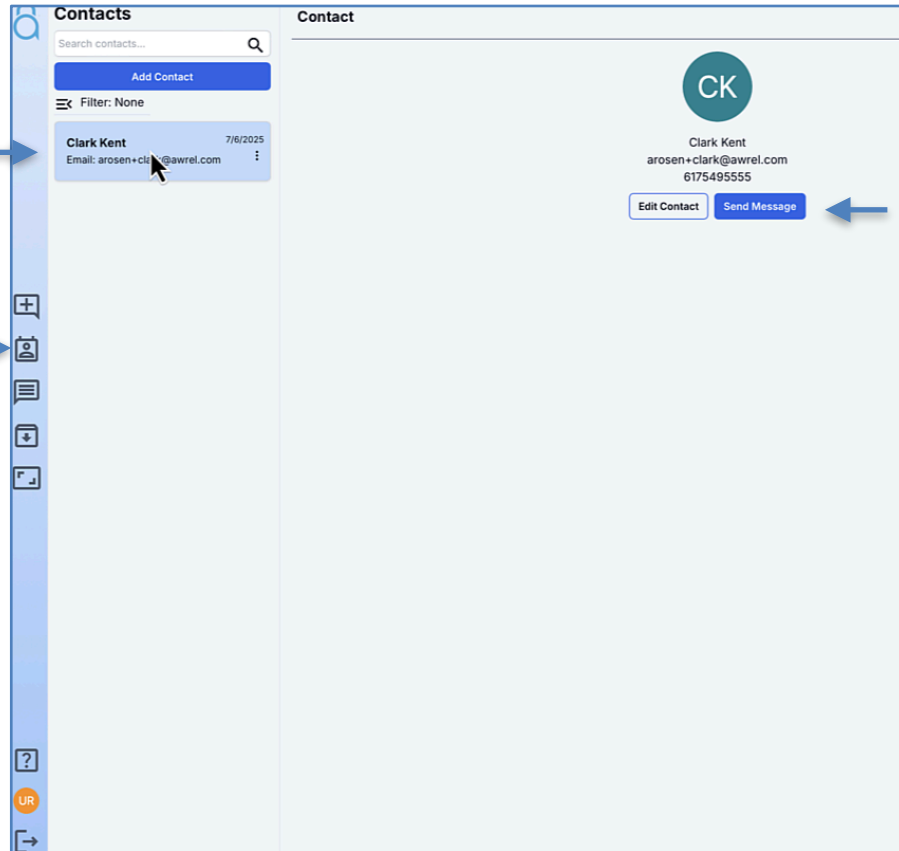 Contacts
Search contacts...
Add Contact
Filter: None
Clark Kent
7/6/2025
Email: arosen+clark@awrel.com
Contact
CK
Clark Kent
arosen+clark@awrel.com
6175495555
Edit Contact
Send Message
UR